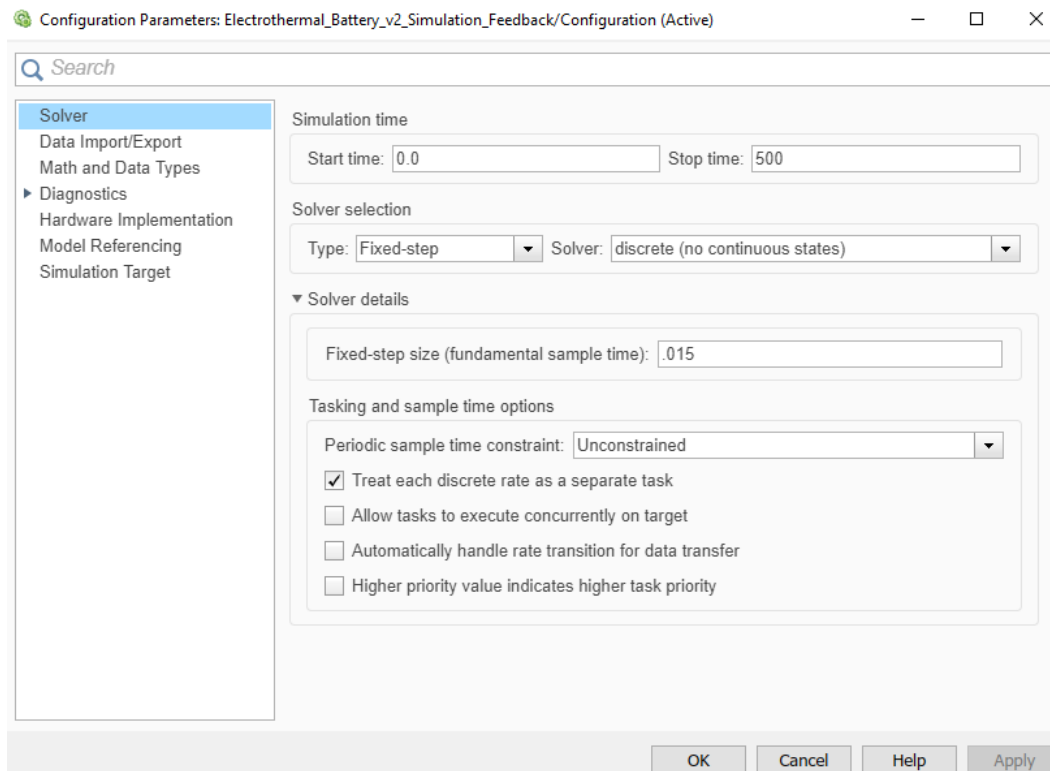 Configuration Parameters: Electrothermal_Battery_v2_Simulation_Feedback/Configuration (Active)
Search
Solver
Data Import/Export
Math and Data Types
Diagnostics
Hardware Implementation
Model Referencing
Simulation Target
Simulation time
Start time: 0.0 Stop time: 500
Solver selection
Type: Fixed-step Solver: discrete (no continuous states)
Solver details
Fixed-step size (fundamental sample time): .015
Tasking and sample time options
Periodic sample time constraint: Unconstrained
Treat each discrete rate as a separate task
Allow tasks to execute concurrently on target
Automatically handle rate transition for data transfer
Higher priority value indicates higher task priority
OK Cancel Help Apply